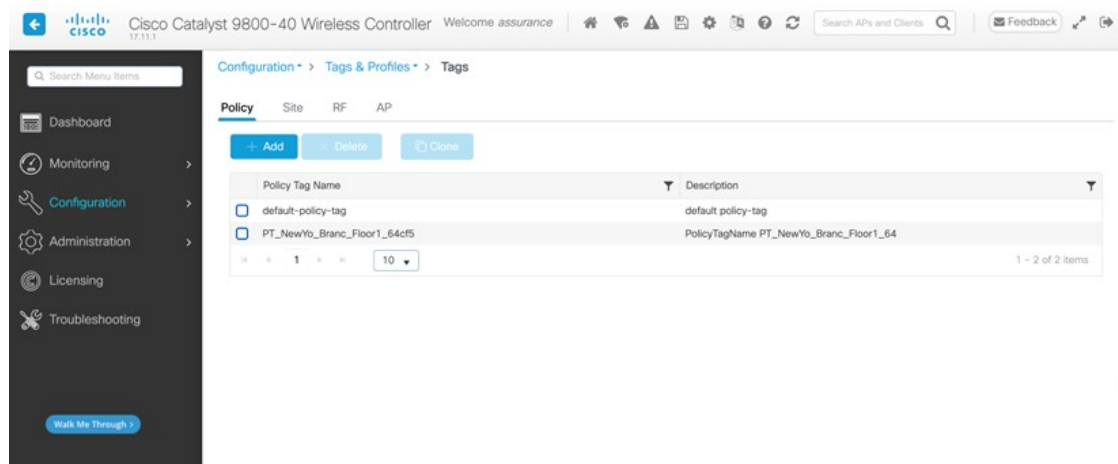 CISCO
Cisco Catalyst 9800-40 Wireless Controller
17.11.1
Welcome assurance
Search APs and Clients
Feedback
Search Menu Items
Dashboard
Monitoring
Configuration
Administration
Licensing
Troubleshooting
Walk Me Through >
Configuration > Tags & Profiles > Tags
Policy Site RF AP
+ Add × Delete Clone
Policy Tag Name Description
default-policy-tag default policy-tag
PT_NewYo_Branc_Floor1_64cf5 PolicyTagName PT_NewYo_Branc_Floor1_64
1 10 1 - 2 of 2 items